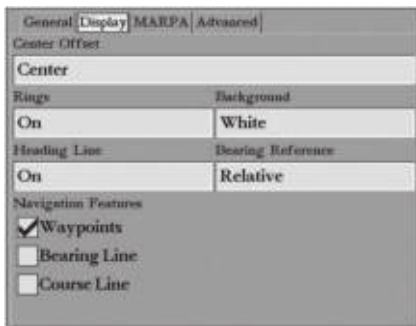 General Display MARPA Advanced
Center Offset
Center
Rings Background
On White
Heading Line Bearing Reference
On Relative
Navigation Features
Waypoints
Bearing Line
Course Line